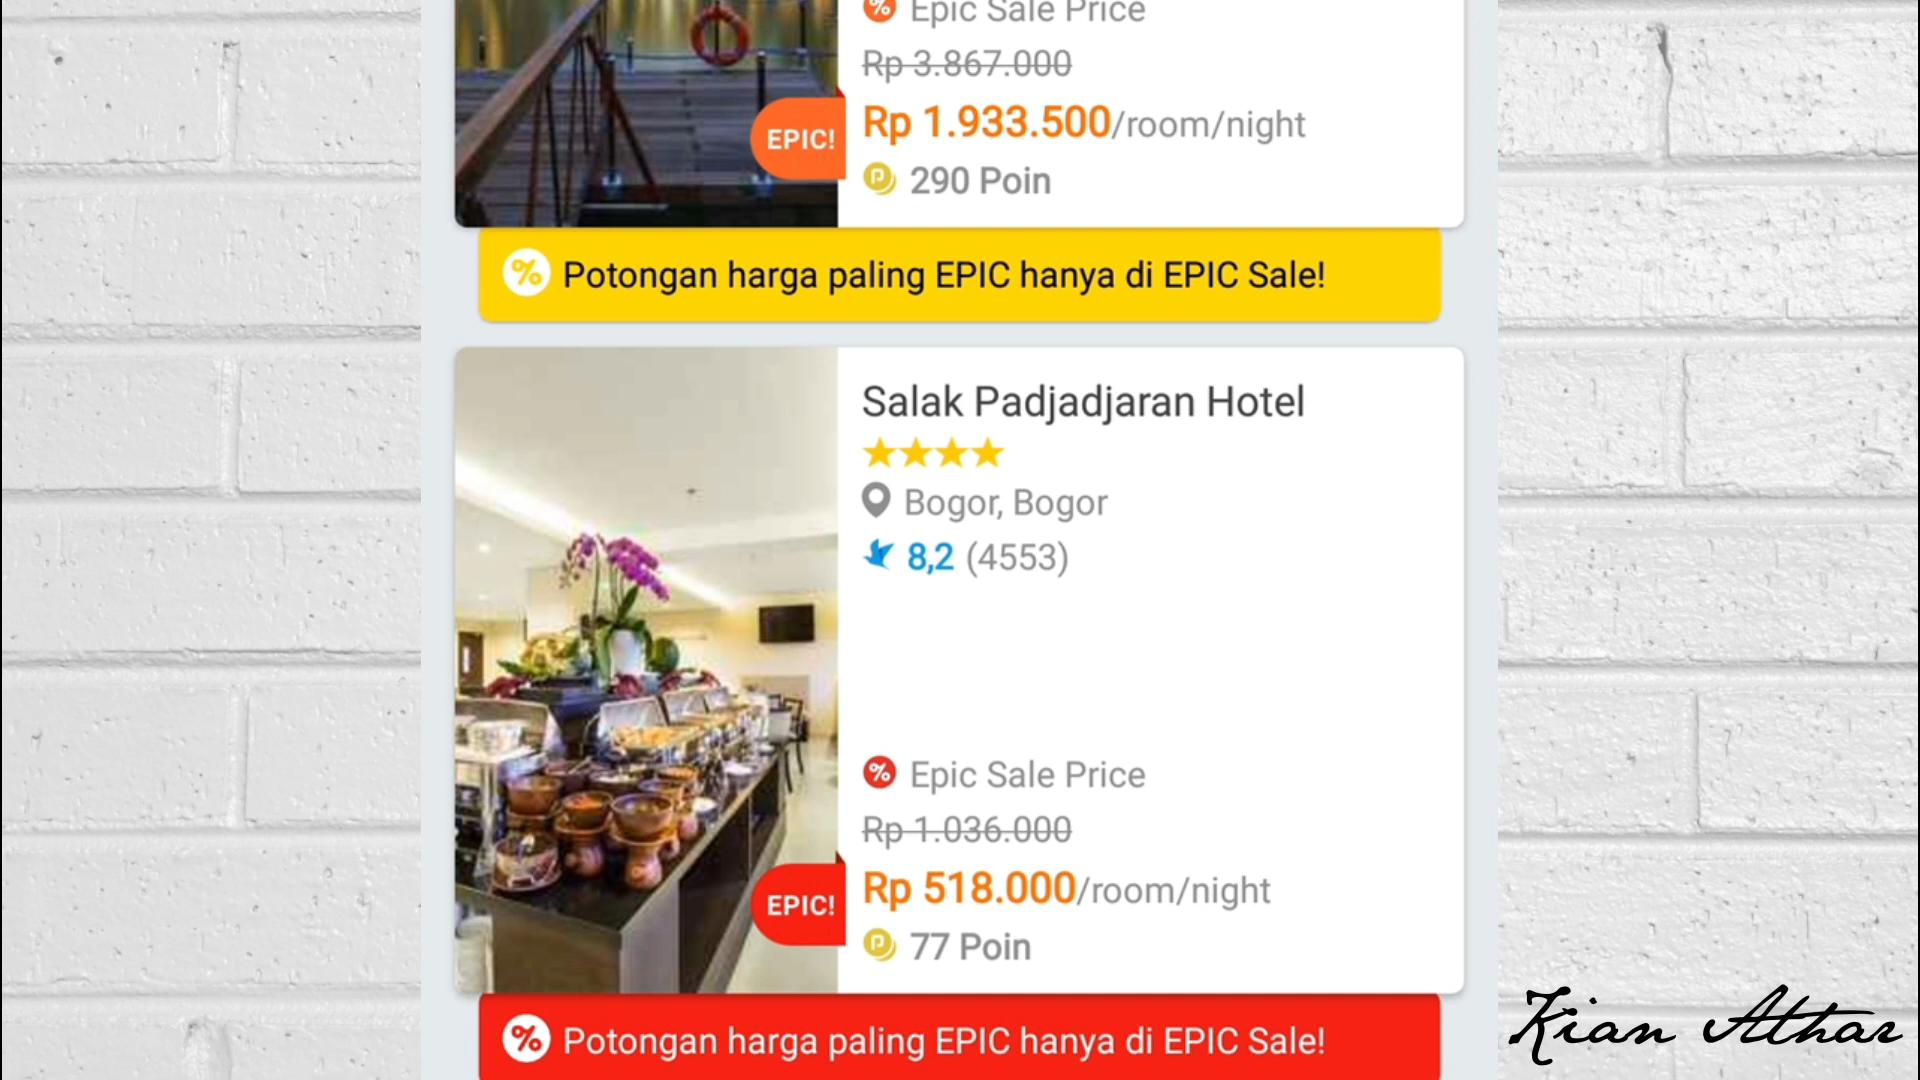 Epic Sale Price
Rp 3.867.000
Rp 1.933.500/room/night
EPIC!
290 Poin
Potongan harga paling EPIC hanya di EPIC Sale!
Salak Padjadjaran Hotel
Bogor, Bogor
8,2 (4553)
Epic Sale Price
Rp 1.036.000
Rp 518.000/room/night
EPIC!
77 Poin
Potongan harga paling EPIC hanya di EPIC Sale!
Kian Athar